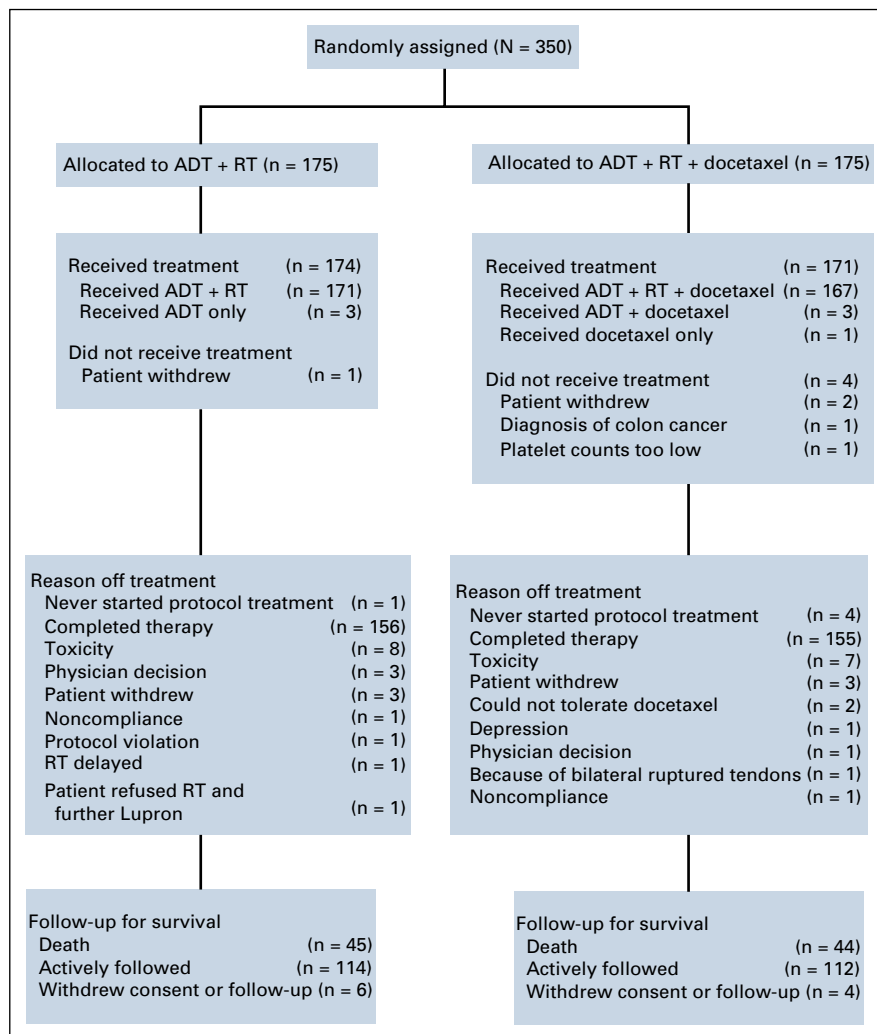 Randomly assigned (N = 350)
Allocated to ADT + RT (n = 175)
Received treatment (n = 174)
Received ADT + RT (n = 171)
Received ADT only (n = 3)
Did not receive treatment
Patient withdrew (n = 1)
Reason off treatment
Never started protocol treatment (n = 1)
Completed therapy (n = 156)
Toxicity (n = 8)
Physician decision (n = 3)
Patient withdrew (n = 3)
Noncompliance (n = 1)
Protocol violation (n = 1)
RT delayed (n = 1)
Patient refused RT and
further Lupron (n = 1)
Follow-up for survival
Death (n = 45)
Actively followed (n = 114)
Withdrew consent or follow-up (n = 6)
Allocated to ADT + RT + docetaxel (n = 175)
Received treatment (n = 171)
Received ADT + RT + docetaxel (n = 167)
Received ADT + docetaxel (n = 3)
Received docetaxel only (n = 1)
Did not receive treatment (n = 4)
Patient withdrew (n = 2)
Diagnosis of colon cancer (n = 1)
Platelet counts too low (n = 1)
Reason off treatment
Never started protocol treatment (n = 4)
Completed therapy (n = 155)
Toxicity (n = 7)
Patient withdrew (n = 3)
Could not tolerate docetaxel (n = 2)
Depression (n = 1)
Physician decision (n = 1)
Because of bilateral ruptured tendons (n = 1)
Noncompliance (n = 1)
Follow-up for survival
Death (n = 44)
Actively followed (n = 112)
Withdrew consent or follow-up (n = 4)